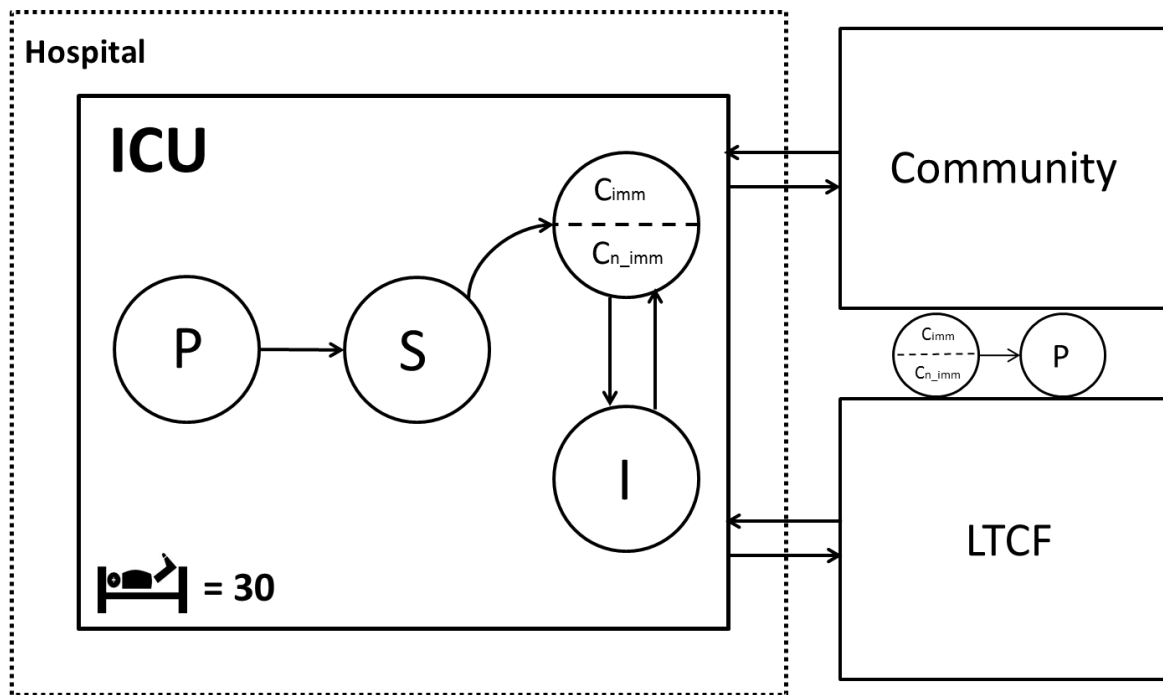 Hospital
ICU
Cimm
Cn_imm
P
S
I
= 30
Community
Cimm
Cn_imm
P
LTCF